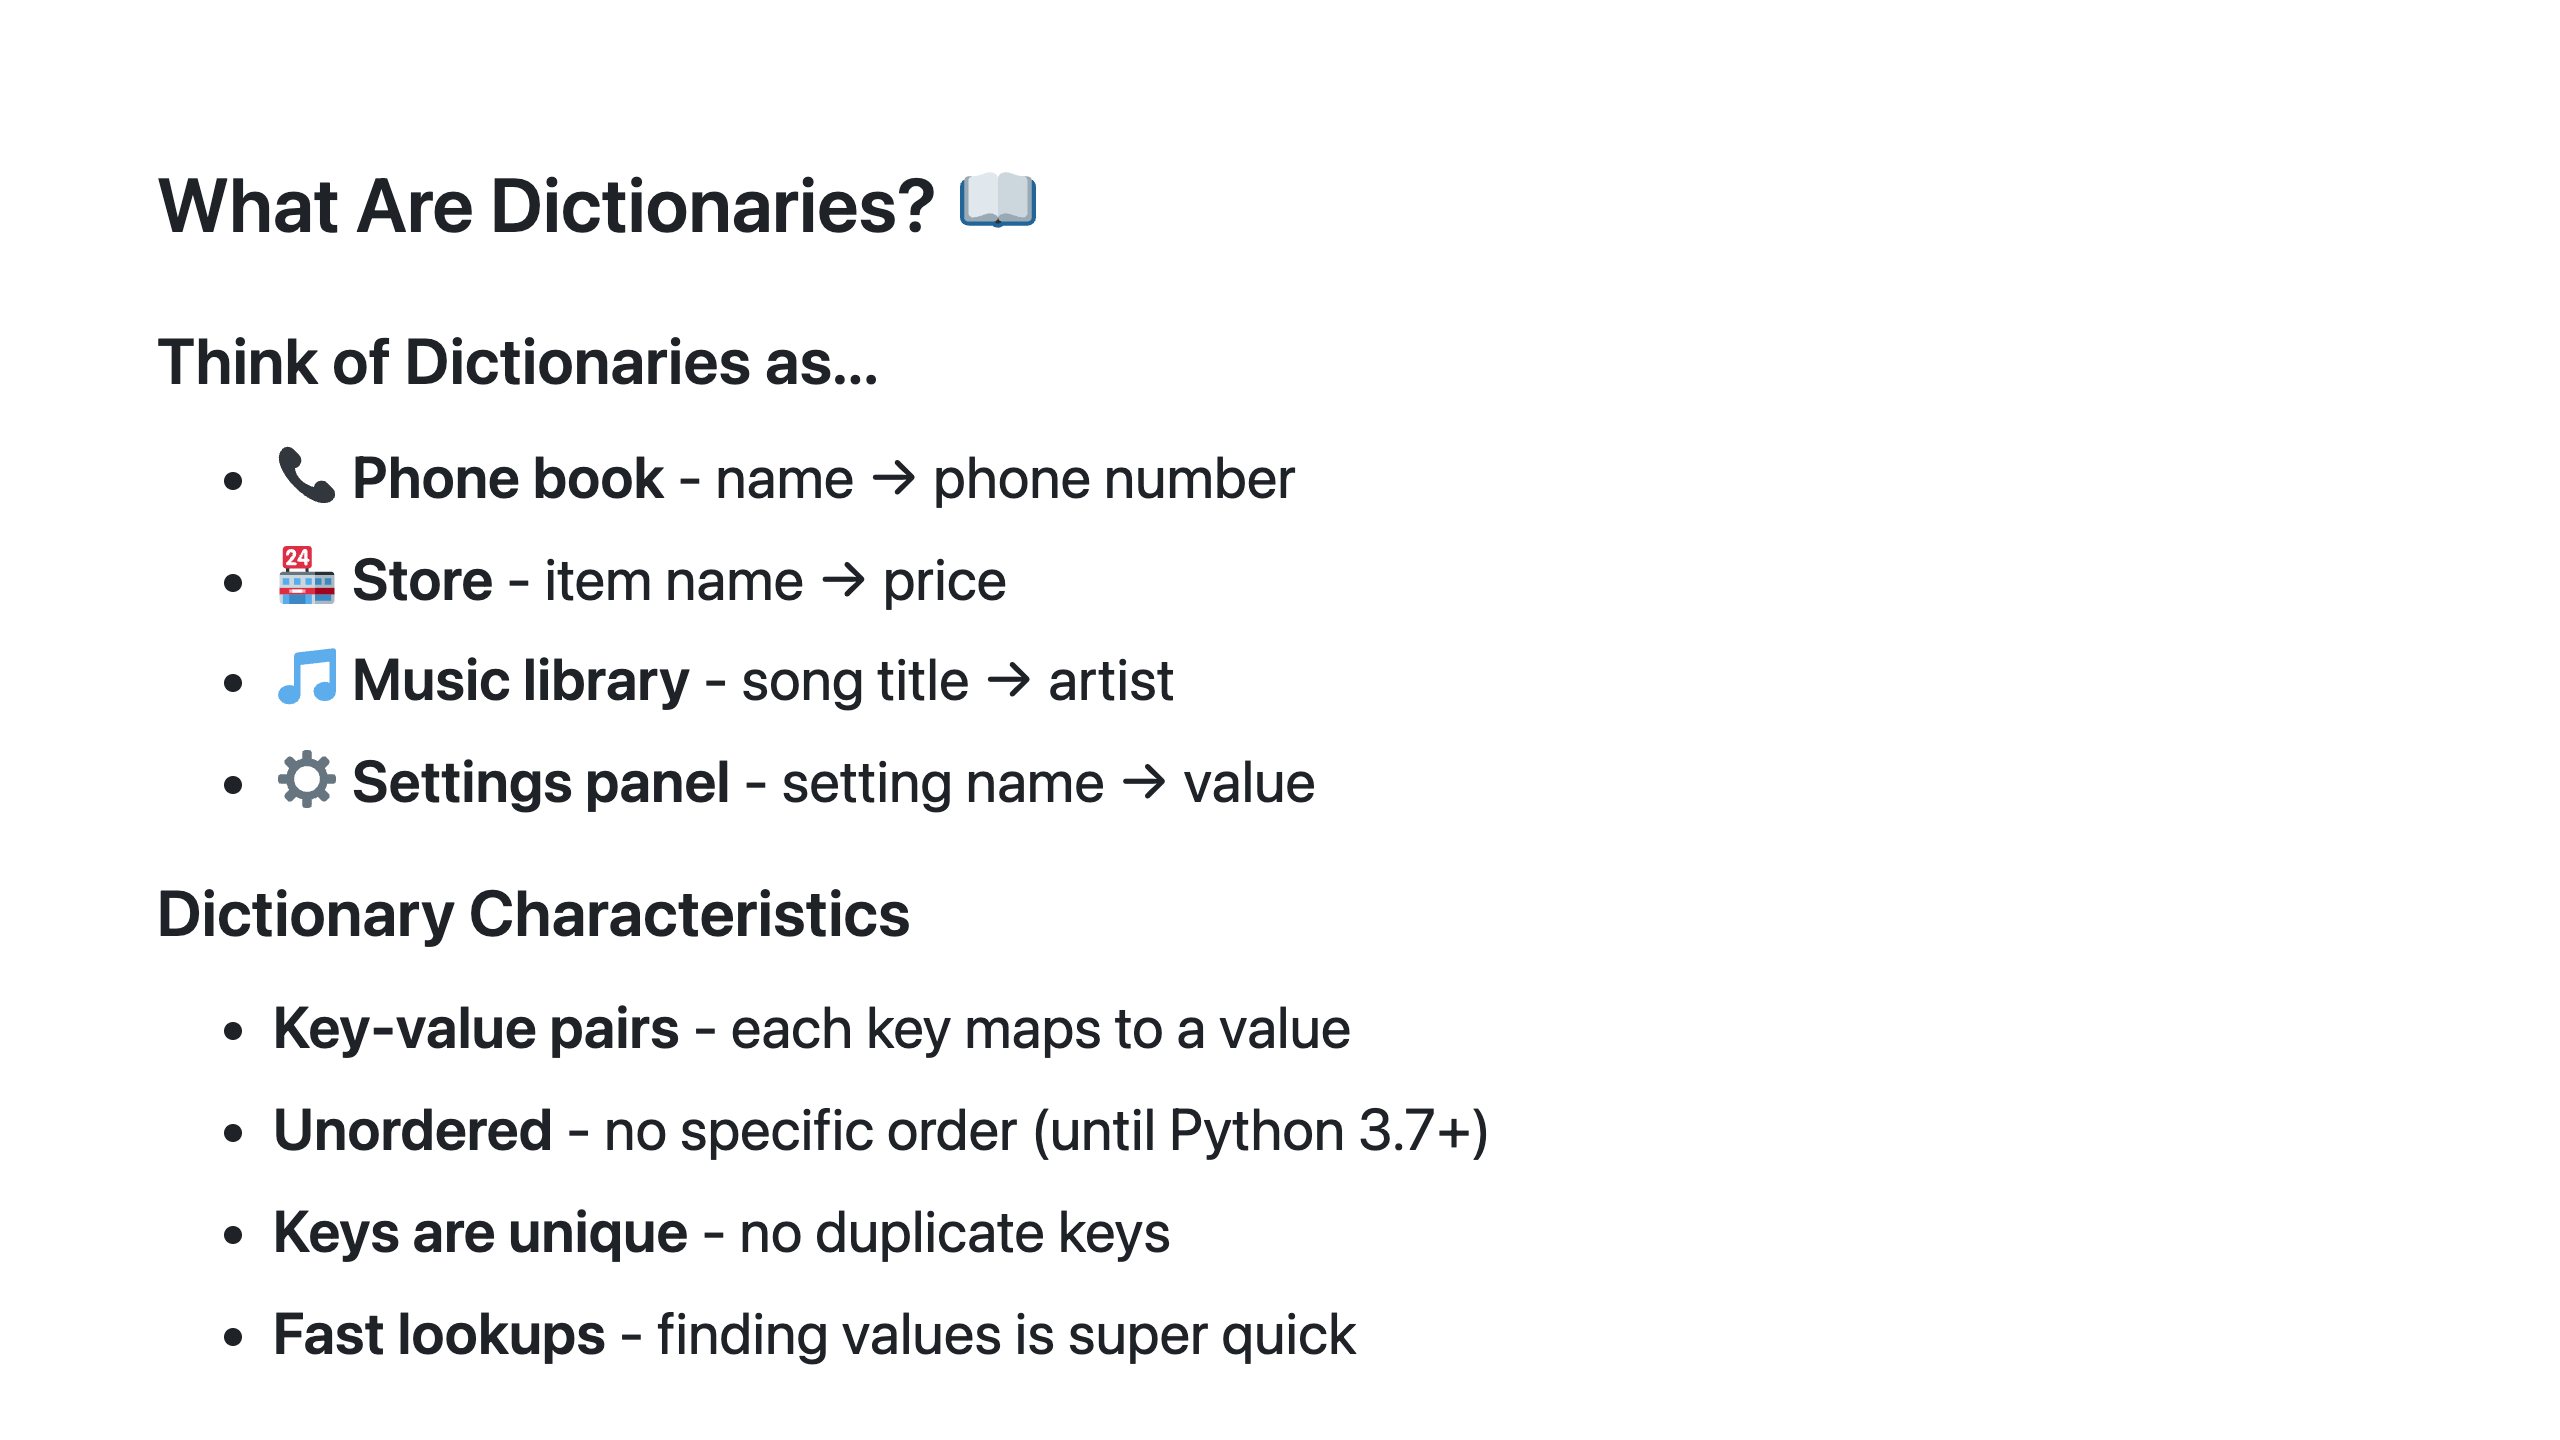 What Are Dictionaries? 📖
Think of Dictionaries as...
• 📞 Phone book - name → phone number
• 🏪 Store - item name → price
• 🎵 Music library - song title → artist
• ⚙️ Settings panel - setting name → value
Dictionary Characteristics
• Key-value pairs - each key maps to a value
• Unordered - no specific order (until Python 3.7+)
• Keys are unique - no duplicate keys
• Fast lookups - finding values is super quick